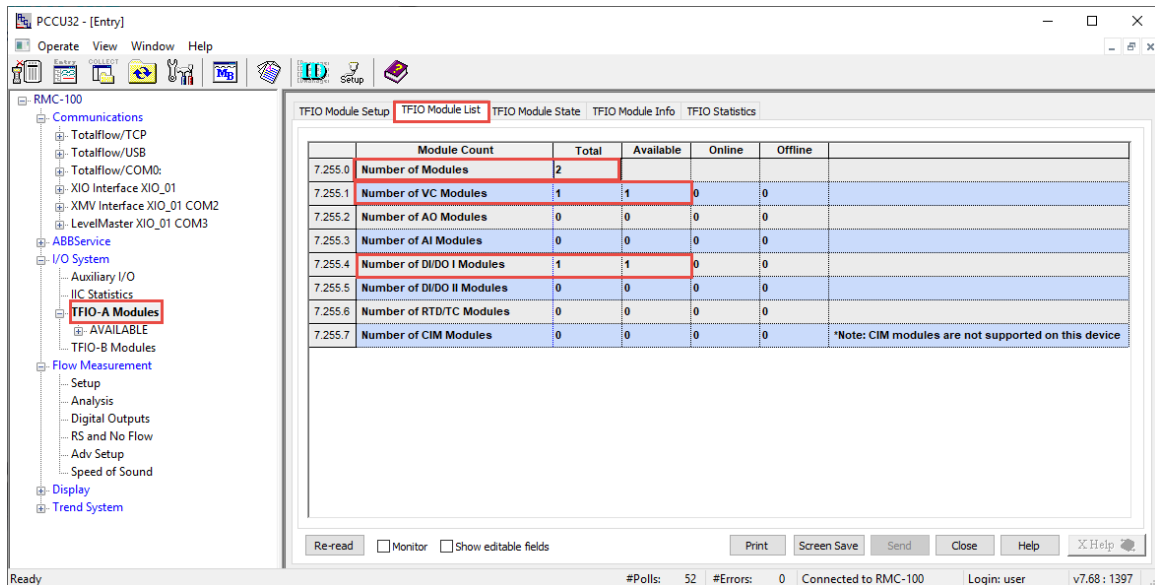 PCCU32 - [Entry]
Operate View Window Help
Entry COLLECT MB ID Setup
RMC-100
Communications
Totalflow/TCP
Totalflow/USB
Totalflow/COM0:
XIO Interface XIO_01
XMV Interface XIO_01 COM2
LevelMaster XIO_01 COM3
ABBService
I/O System
Auxiliary I/O
IIC Statistics
TFIO-A Modules
AVAILABLE
TFIO-B Modules
Flow Measurement
Setup
Analysis
Digital Outputs
RS and No Flow
Adv Setup
Speed of Sound
Display
Trend System
TFIO Module Setup TFIO Module List TFIO Module State TFIO Module Info TFIO Statistics
Module Count Total Available Online Offline
7.255.0 Number of Modules 2
7.255.1 Number of VC Modules 1 1 0 0
7.255.2 Number of AO Modules 0 0 0 0
7.255.3 Number of AI Modules 0 0 0 0
7.255.4 Number of DI/DO I Modules 1 1 0 0
7.255.5 Number of DI/DO II Modules 0 0 0 0
7.255.6 Number of RTD/TC Modules 0 0 0 0
7.255.7 Number of CIM Modules 0 0 0 0 *Note: CIM modules are not supported on this device
Re-read Monitor Show editable fields Print Screen Save Send Close Help X Help
Ready #Polls: 52 #Errors: 0 Connected to RMC-100 Login: user v7.68 : 1397